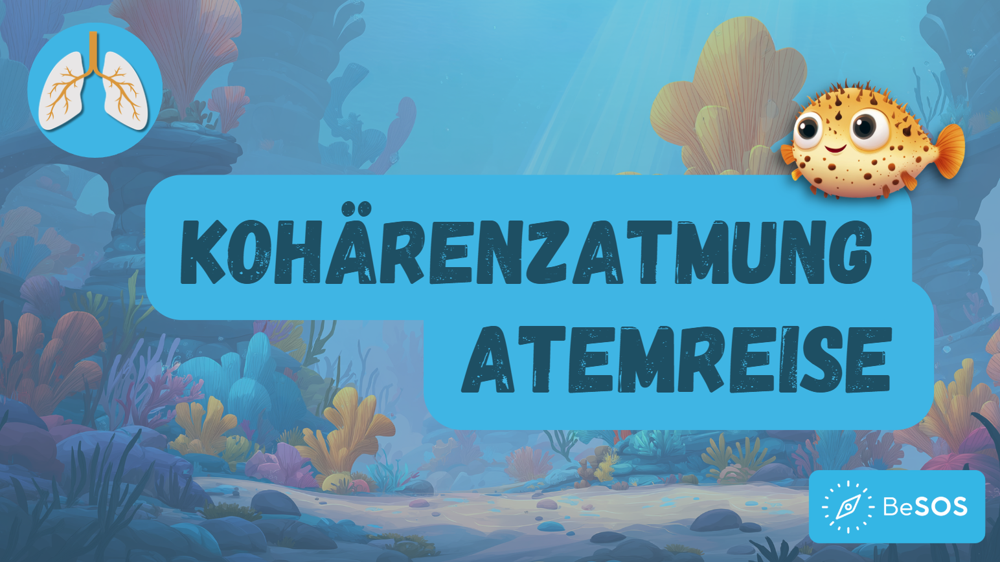 KOHÄRENZATMUNG
ATEMREISE
BeSOS